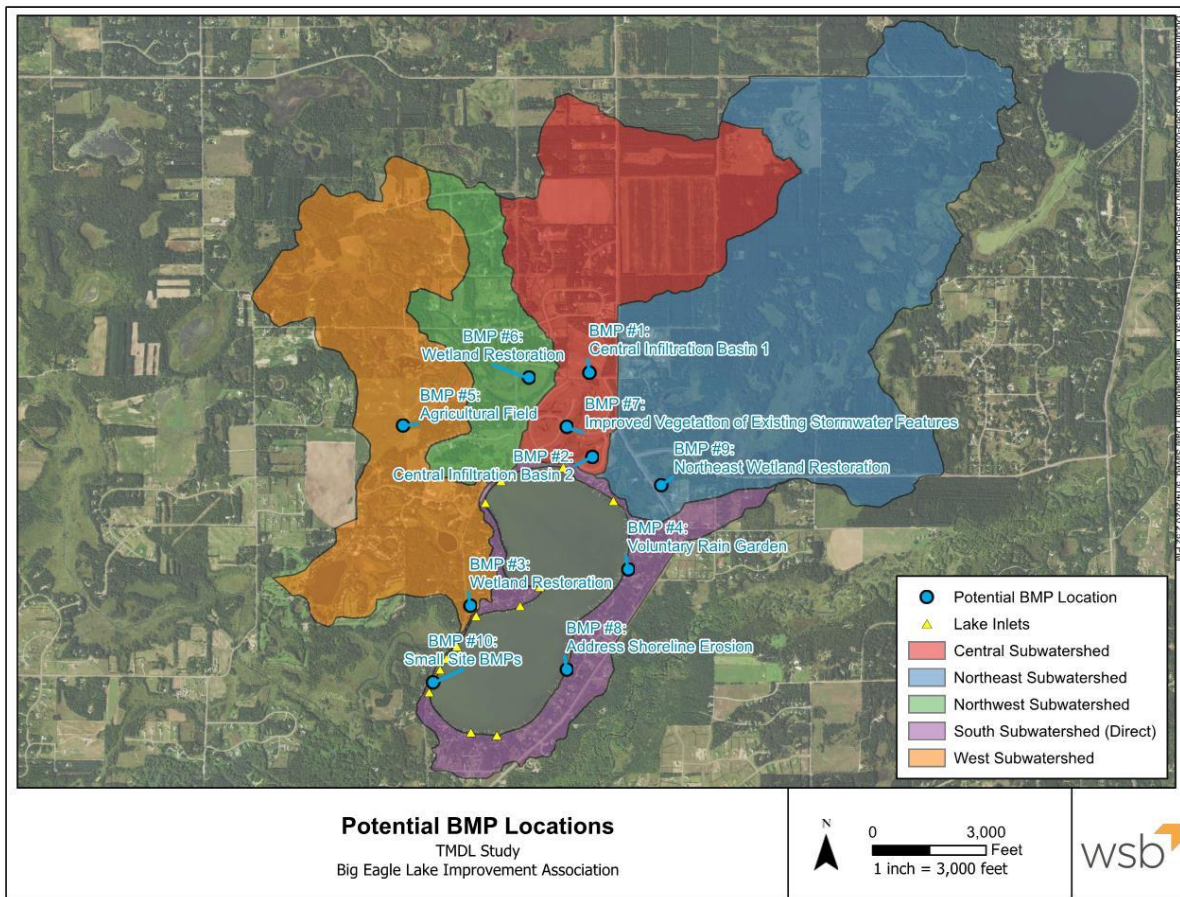 BMP #6:
Wetland Restoration
BMP #1:
Central Infiltration Basin 1
BMP #5:
Agricultural Field
BMP #7:
Improved Vegetation of Existing Stormwater Features
BMP #2:
Central Infiltration Basin 2
BMP #9:
Northeast Wetland Restoration
BMP #4:
Voluntary Rain Garden
BMP #3:
Wetland Restoration
BMP #10:
Small Site BMPs
BMP #8:
Address Shoreline Erosion
Potential BMP Location
Lake Inlets
Central Subwatershed
Northeast Subwatershed
Northwest Subwatershed
South Subwatershed (Direct)
West Subwatershed
Potential BMP Locations
TMDL Study
Big Eagle Lake Improvement Association
N
0 3,000
Feet
1 inch = 3,000 feet
wsb